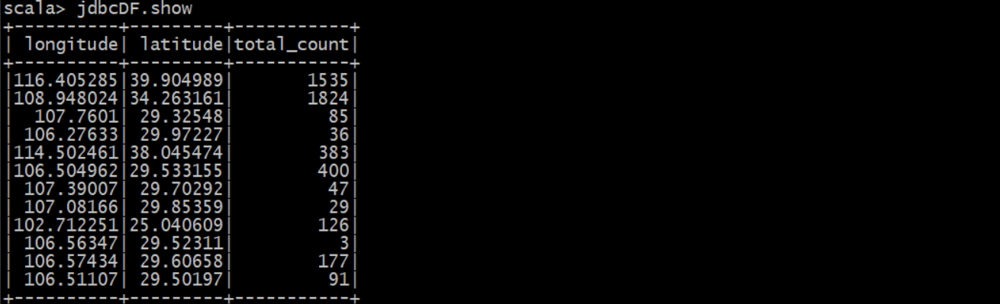 scala> jdbcDF.show
+----------+---------+-----------+
| longitude| latitude|total_count|
+----------+---------+-----------+
|116.405285|39.904989|       1535|
|108.948024|34.263161|       1824|
|  107.7601| 29.32548|         85|
| 106.27633| 29.97227|         36|
|114.502461|38.045474|        383|
|106.504962|29.533155|        400|
| 107.39007| 29.70292|         47|
| 107.08166| 29.85359|         29|
|102.712251|25.040609|        126|
| 106.56347| 29.52311|          3|
| 106.57434| 29.60658|        177|
| 106.51107| 29.50197|         91|
+----------+---------+-----------+